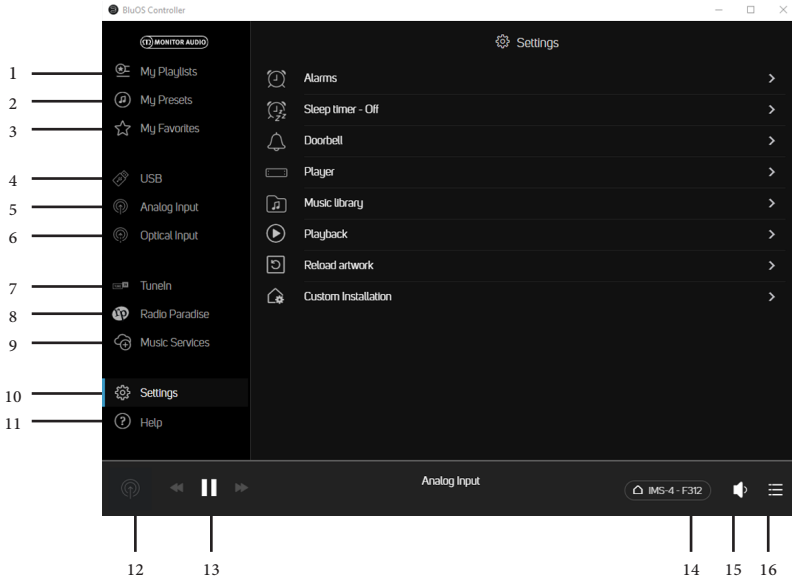 BluOS Controller
MONITOR AUDIO
Settings
1 My Playlists
2 My Presets
3 My Favorites
4 USB
5 Analog Input
6 Optical Input
7 TuneIn
8 Radio Paradise
9 Music Services
10 Settings
11 Help
Alarms
Sleep timer - Off
Doorbell
Player
Music library
Playback
Reload artwork
Custom Installation
Analog Input
IMS-4 - F312
12 13 14 15 16